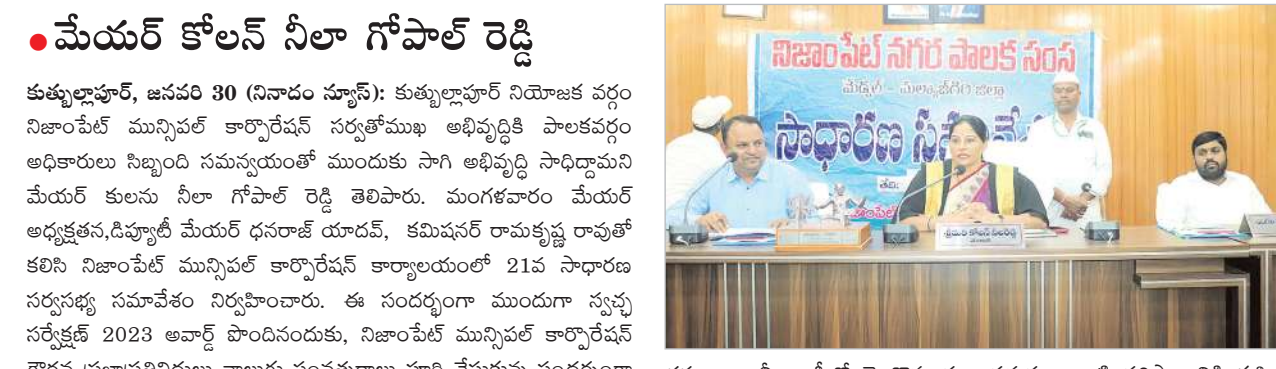 మేయర్ కోలన్ నీలా గోపాల్ రెడ్డి
కుత్బుల్లాపూర్, జనవరి 30 (నినాదం న్యూస్): కుత్బుల్లాపూర్ నియోజక వర్గం
నిజాంపేట్ మున్సిపల్ కార్పొరేషన్ సర్వతోముఖ అభివృద్ధికి పాలకవర్గం
అధికారులు సిబ్బంది సమన్వయంతో ముందుకు సాగి అభివృద్ధి సాధిద్దామని
మేయర్ కులను నీలా గోపాల్ రెడ్డి తెలిపారు. మంగళవారం మేయర్
అధ్యక్షతన,డిప్యూటీ మేయర్ ధనరాజ్ యాదవ్, కమిషనర్ రామకృష్ణ రావుతో
కలిసి నిజాంపేట్ మున్సిపల్ కార్పొరేషన్ కార్యాలయంలో 21వ సాధారణ
సర్వసభ్య సమావేశం నిర్వహించారు. ఈ సందర్భంగా ముందుగా స్వచ్ఛ
సర్వేక్షణ్ 2023 అవార్డ్ పొందినందుకు, నిజాంపేట్ మున్సిపల్ కార్పొరేషన్
నిజాంపేట్ నగర పాలక సంస
మేడ్చల్ - మల్కాజిగిరి జిల్లా
సాధారణ
తేది: